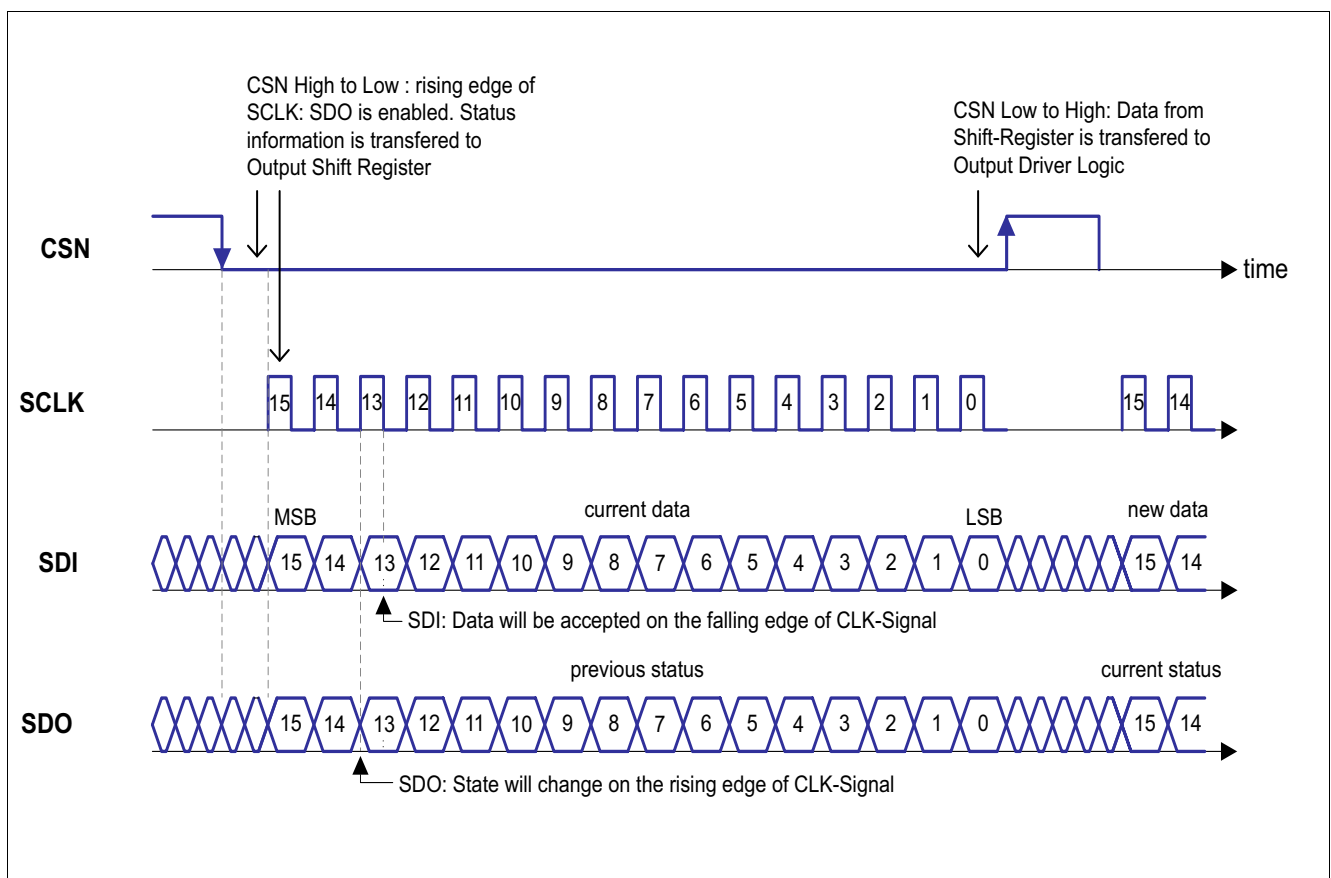 CSN High to Low : rising edge of
SCLK: SDO is enabled. Status
information is transfered to
Output Shift Register
CSN Low to High: Data from
Shift-Register is transfered to
Output Driver Logic
CSN
time
SCLK
15 14 13 12 11 10 9 8 7 6 5 4 3 2 1 0 15 14
MSB current data LSB new data
SDI
15 14 13 12 11 10 9 8 7 6 5 4 3 2 1 0 15 14
SDI: Data will be accepted on the falling edge of CLK-Signal
previous status current status
SDO
15 14 13 12 11 10 9 8 7 6 5 4 3 2 1 0 15 14
SDO: State will change on the rising edge of CLK-Signal